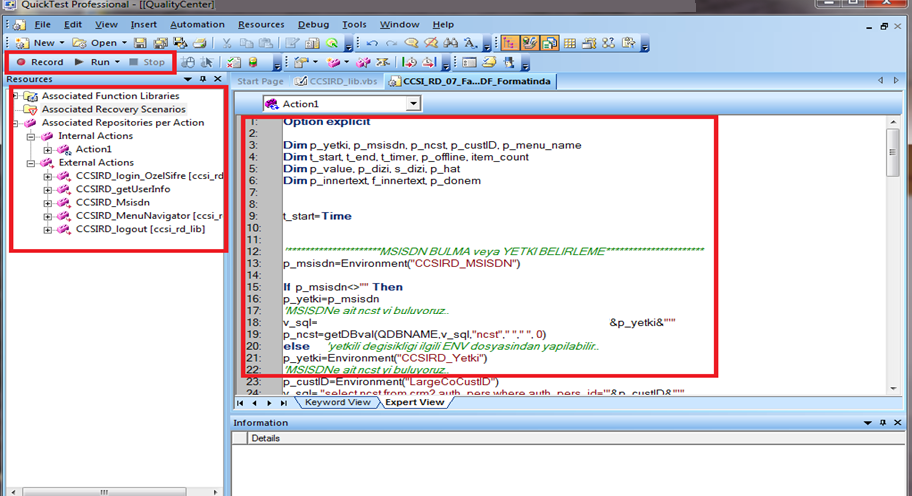 QuickTest Professional - [[QualityCenter]
File Edit View Insert Automation Resources Debug Tools Window Help
New Open
Record Run Stop
Resources
Associated Function Libraries
Associated Recovery Scenarios
Associated Repositories per Action
Internal Actions
Action1
External Actions
CCSIRD_login_OzelSifre [ccsi_rd
CCSIRD_getUserInfo
CCSIRD_Msisdn
CCSIRD_MenuNavigator [ccsi_r
CCSIRD_logout [ccsi_rd_lib]
Start Page CCSIRD_lib.vbs CCSI_RD_07_Fa...DF_Formatinda
Action1
1: Option explicit
2:
3: Dim p_yetki, p_msisdn, p_ncst, p_custID, p_menu_name
4: Dim t_start, t_end, t_timer, p_offline, item_count
5: Dim p_value, p_dizi, s_dizi, p_hat
6: Dim p_innertext, f_innertext, p_donem
7:
8:
9: t_start=Time
10:
11:
12: '*********************MSISDN BULMA veya YETKI BELIRLEME**********************
13: p_msisdn=Environment("CCSIRD_MSISDN")
14:
15: If p_msisdn<>"" Then
16: p_yetki=p_msisdn
17: 'MSISDNe ait ncst yi buluyoruz..
18: v_sql= &p_yetki&"'"
19: p_ncst=getDBval(QDBNAME,v_sql,"ncst"," "," ", 0)
20: else 'yetkili degisikligi ilgili ENV dosyasindan yapilabilir..
21: p_yetki=Environment("CCSIRD_Yetki")
22: 'MSISDNe ait ncst yi buluyoruz..
23: p_custID=Environment("LargeCoCustID")
24: v_sql= "select ncst from crm2.auth_pers where auth_pers_id='"&p_custID&"'"
Keyword View Expert View
Information
Details